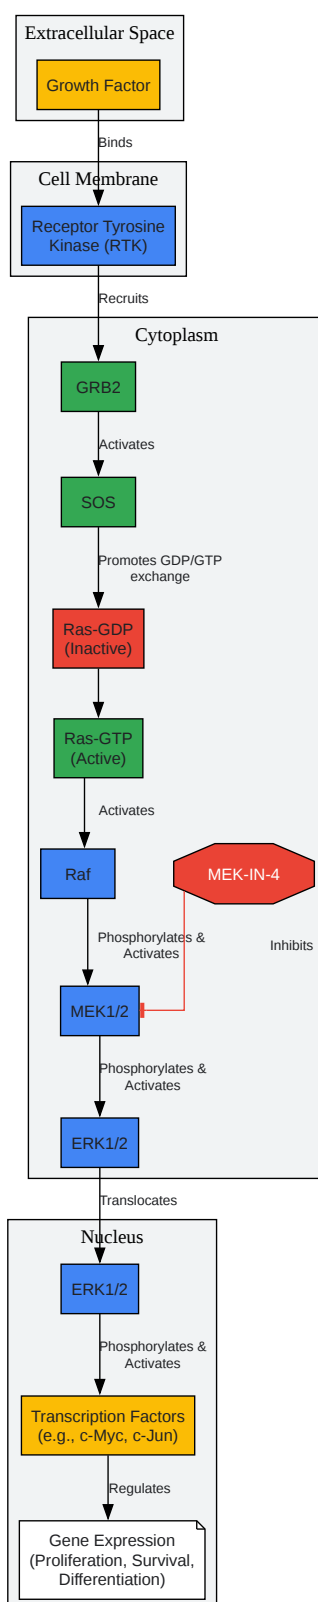 Extracellular Space
Growth Factor
Binds
Cell Membrane
Receptor Tyrosine
Kinase (RTK)
Recruits
Cytoplasm
GRB2
Activates
SOS
Promotes GDP/GTP
exchange
Ras-GDP
(Inactive)
Ras-GTP
(Active)
Activates
Raf
MEK-IN-4
Phosphorylates &
Activates
Inhibits
MEK1/2
Phosphorylates &
Activates
ERK1/2
Translocates
Nucleus
ERK1/2
Phosphorylates &
Activates
Transcription Factors
(e.g., c-Myc, c-Jun)
Regulates
Gene Expression
(Proliferation, Survival,
Differentiation)